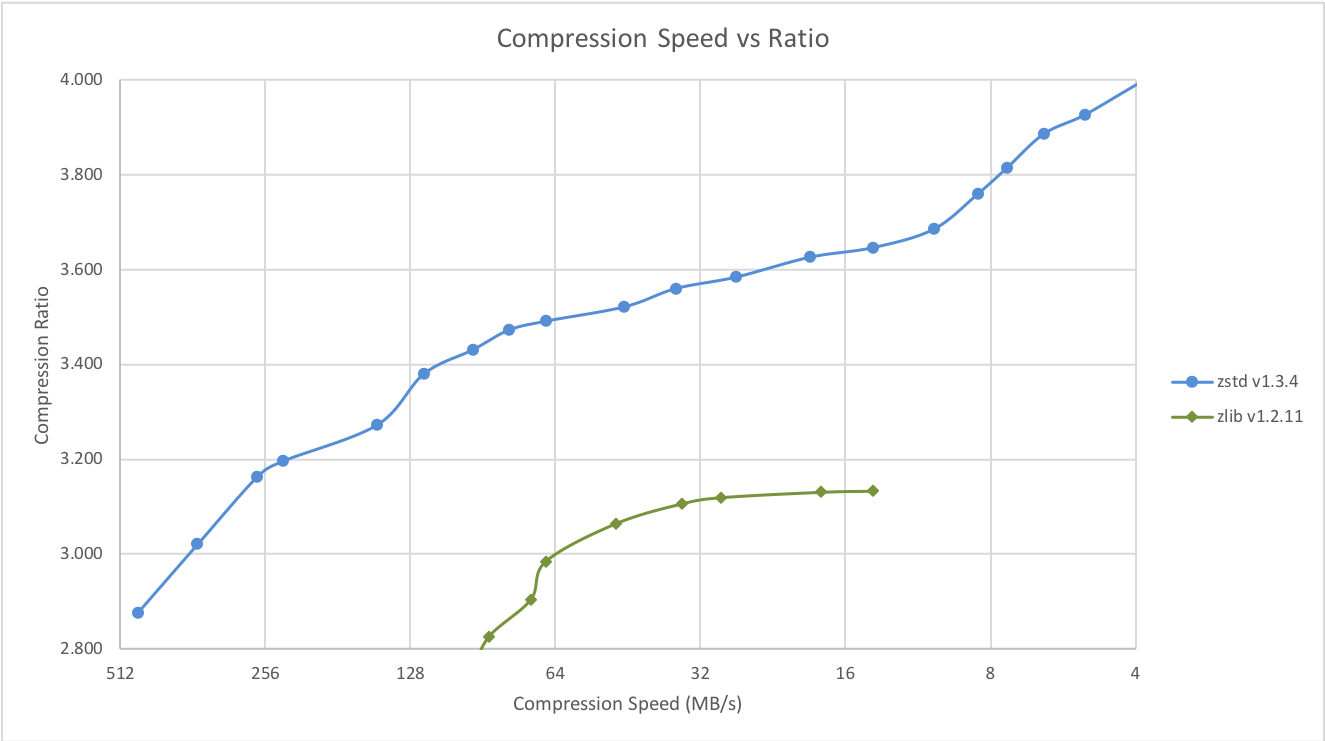 Compression Speed vs Ratio
4.000
3.800
3.600
3.400
3.200
3.000
2.800
Compression Ratio
512 256 128 64 32 16 8 4
Compression Speed (MB/s)
zstd v1.3.4
zlib v1.2.11